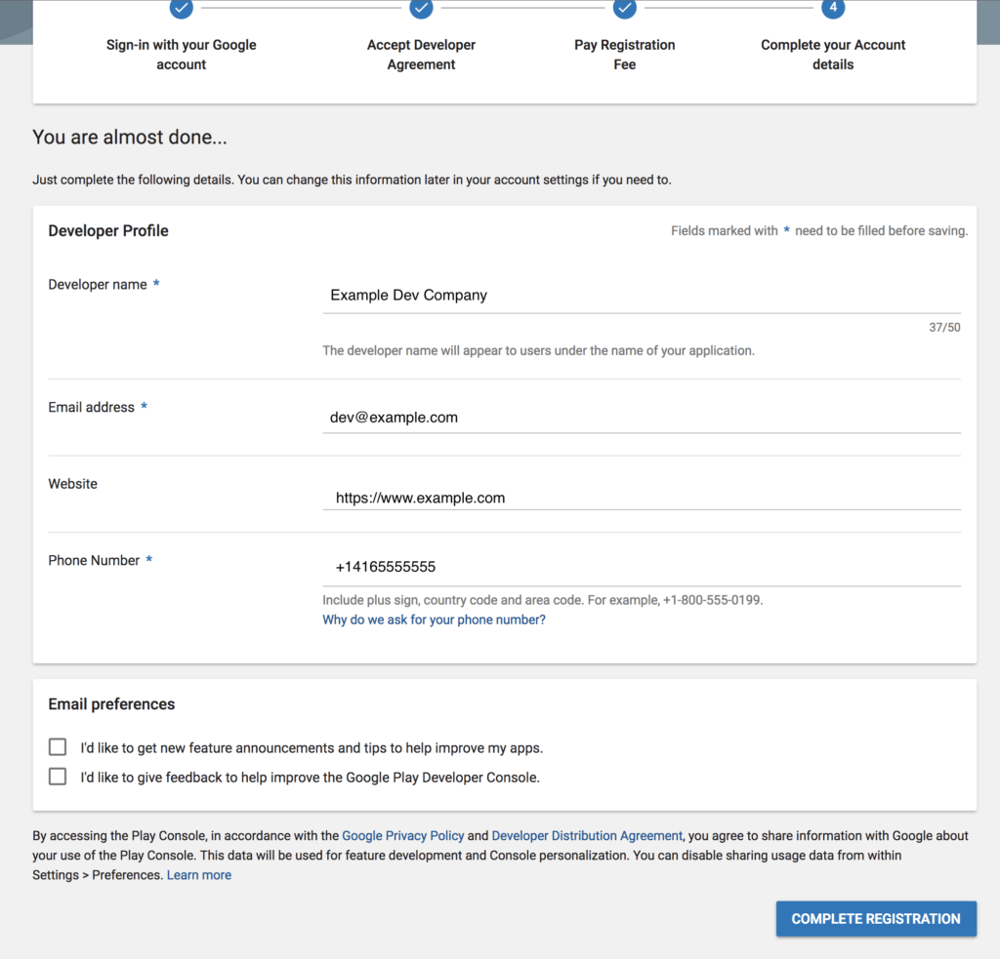 4
Sign-in with your Google
account
Accept Developer
Agreement
Pay Registration
Fee
Complete your Account
details
You are almost done...
Just complete the following details. You can change this information later in your account settings if you need to.
Developer Profile
Fields marked with * need to be filled before saving.
Developer name *
Example Dev Company
37/50
The developer name will appear to users under the name of your application.
Email address *
dev@example.com
Website
https://www.example.com
Phone Number *
+14165555555
Include plus sign, country code and area code. For example, +1-800-555-0199.
Why do we ask for your phone number?
Email preferences
I'd like to get new feature announcements and tips to help improve my apps.
I'd like to give feedback to help improve the Google Play Developer Console.
By accessing the Play Console, in accordance with the Google Privacy Policy and Developer Distribution Agreement, you agree to share information with Google about
your use of the Play Console. This data will be used for feature development and Console personalization. You can disable sharing usage data from within
Settings > Preferences. Learn more
COMPLETE REGISTRATION